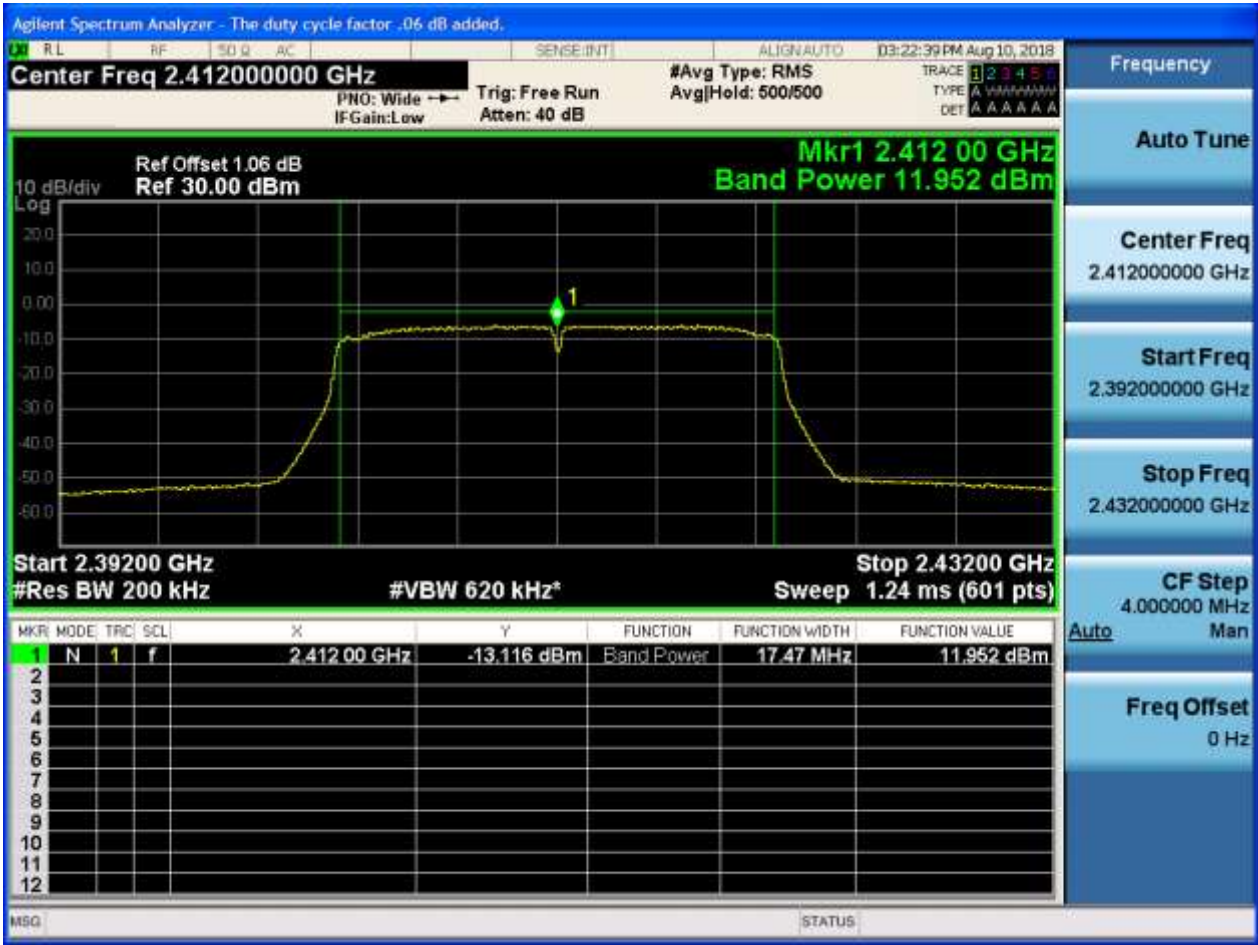 Agilent Spectrum Analyzer - The duty cycle factor .06 dB added.
RL RF 50 Ω AC SENSE:INT ALIGNAUTO 03:22:39 PM Aug 10, 2018
Center Freq 2.412000000 GHz
PNO: Wide
IFGain:Low
Trig: Free Run
Atten: 40 dB
#Avg Type: RMS
Avg|Hold: 500/500
TRACE 1 2 3 4 5 6
TYPE A
DET A A A A A A
Mkr1 2.412 00 GHz
Band Power 11.952 dBm
Ref Offset 1.06 dB
10 dB/div Ref 30.00 dBm
Log
20.0
10.0
0.00
-10.0
-20.0
-30.0
-40.0
-50.0
-60.0
1
Start 2.39200 GHz Stop 2.43200 GHz
#Res BW 200 kHz #VBW 620 kHz* Sweep 1.24 ms (601 pts)
MKR MODE TRC SCL X Y FUNCTION FUNCTION WIDTH FUNCTION VALUE
1 N 1 f 2.412 00 GHz -13.116 dBm Band Power 17.47 MHz 11.952 dBm
2
3
4
5
6
7
8
9
10
11
12
MSG STATUS
Frequency
Auto Tune
Center Freq
2.412000000 GHz
Start Freq
2.392000000 GHz
Stop Freq
2.432000000 GHz
CF Step
4.000000 MHz
Auto Man
Freq Offset
0 Hz